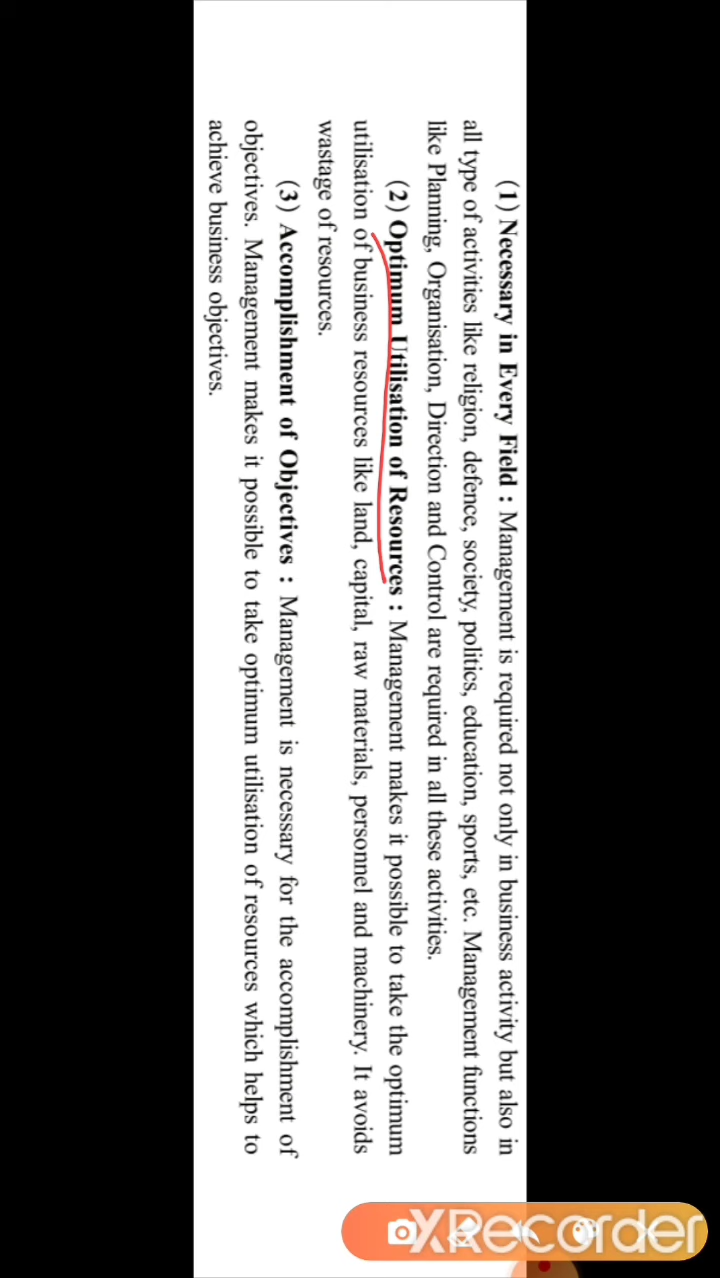 (1) Necessary in Every Field : Management is required not only in business activity but also in
all type of activities like religion, defence, society, politics, education, sports, etc. Management functions
like Planning, Organisation, Direction and Control are required in all these activities.
(2) Optimum Utilisation of Resources : Management makes it possible to take the optimum
utilisation of business resources like land, capital, raw materials, personnel and machinery. It avoids
wastage of resources.
(3) Accomplishment of Objectives : Management is necessary for the accomplishment of
objectives. Management makes it possible to take optimum utilisation of resources which helps to
achieve business objectives.
XRecorder